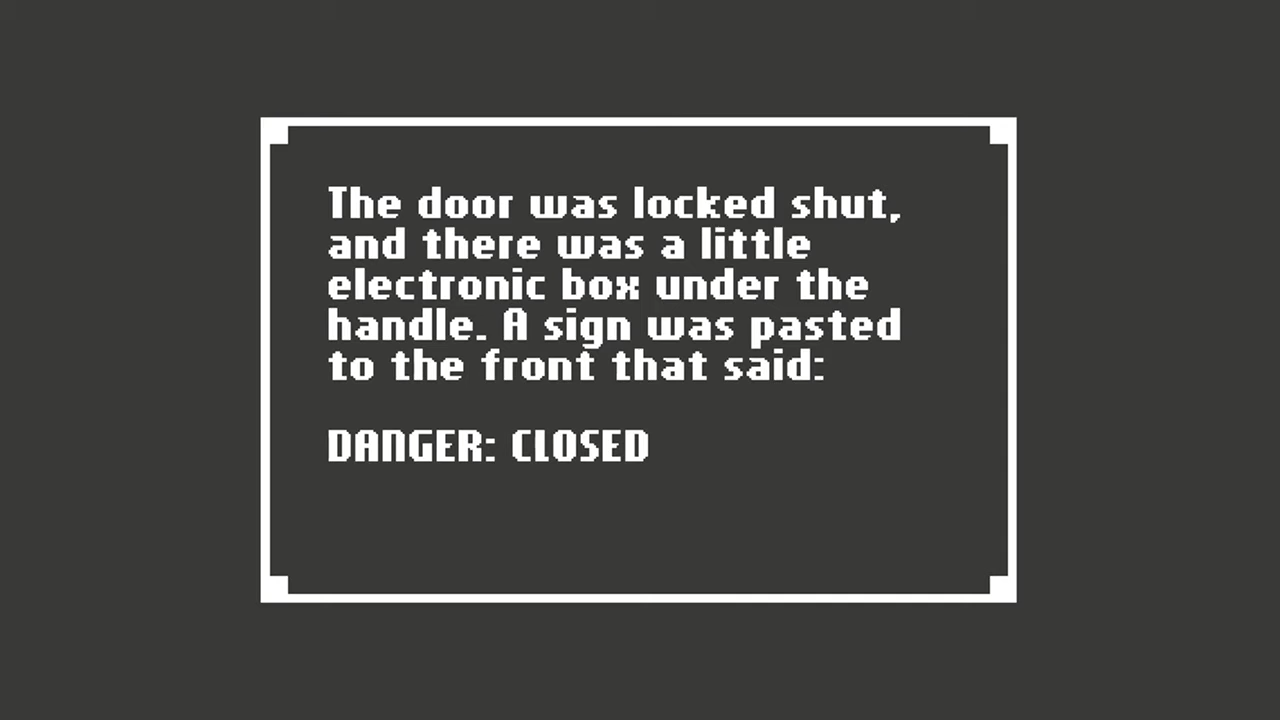 The door was locked shut,
and there was a little
electronic box under the
handle. A sign was pasted
to the front that said:
DANGER: CLOSED